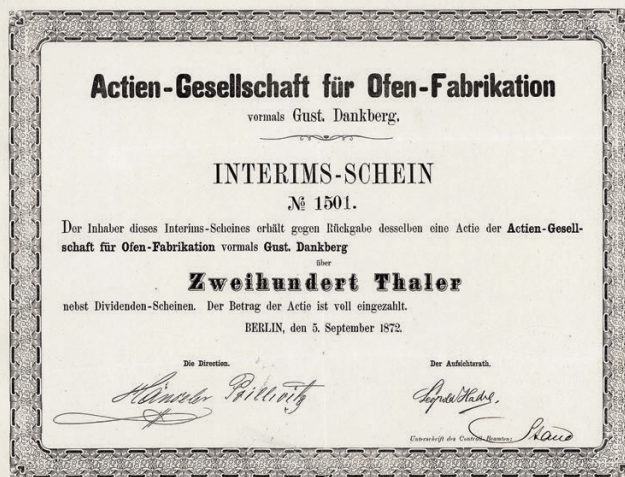 Actien-Gesellschaft für Ofen-Fabrikation
vormals Gust. Dankberg.
INTERIMS-SCHEIN
№ 1501.
Der Inhaber dieses Interims-Scheines erhält gegen Rückgabe desselben eine Actie der Actien-Gesell-
schaft für Ofen-Fabrikation vormals Gust. Dankberg
über
Zweihundert Thaler
nebst Dividenden-Scheinen. Der Betrag der Actie ist voll eingezahlt.
BERLIN, den 5. September 1872.
Die Direction. Der Aufsichtsrath.
Unterschrift des Controll-Beamten: